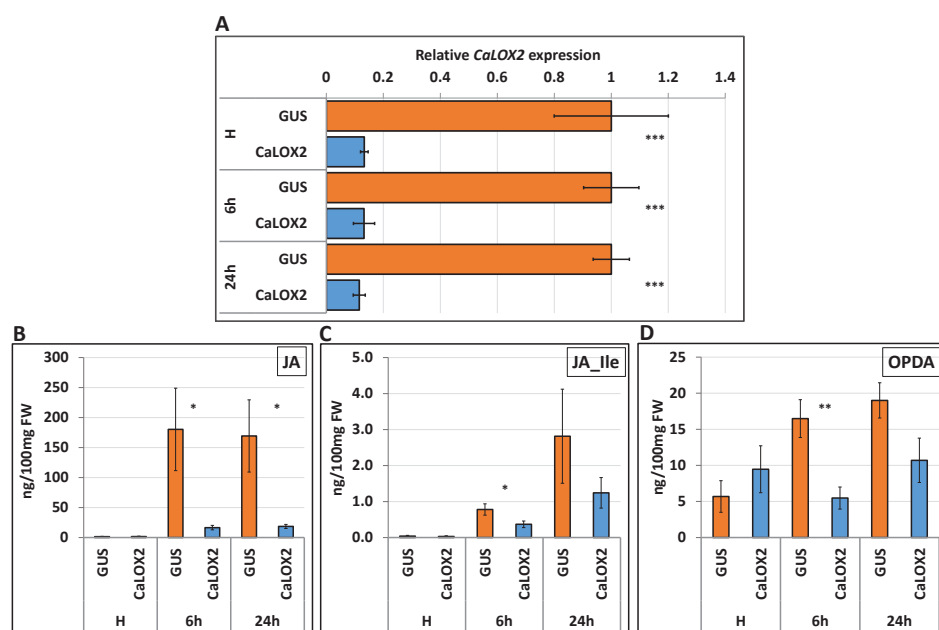 A
Relative CaLOX2 expression
0 0.2 0.4 0.6 0.8 1 1.2 1.4
H
GUS
***
CaLOX2
6h
GUS
***
CaLOX2
24h
GUS
***
CaLOX2
B
JA
ng/100mg FW
300
250
200
150
100
50
0
* *
GUS CaLOX2 GUS CaLOX2 GUS CaLOX2
H 6h 24h
C
JA_Ile
ng/100mg FW
5.0
4.0
3.0
2.0
1.0
0.0
*
GUS CaLOX2 GUS CaLOX2 GUS CaLOX2
H 6h 24h
D
OPDA
ng/100mg FW
25
20
15
10
5
0
**
GUS CaLOX2 GUS CaLOX2 GUS CaLOX2
H 6h 24h